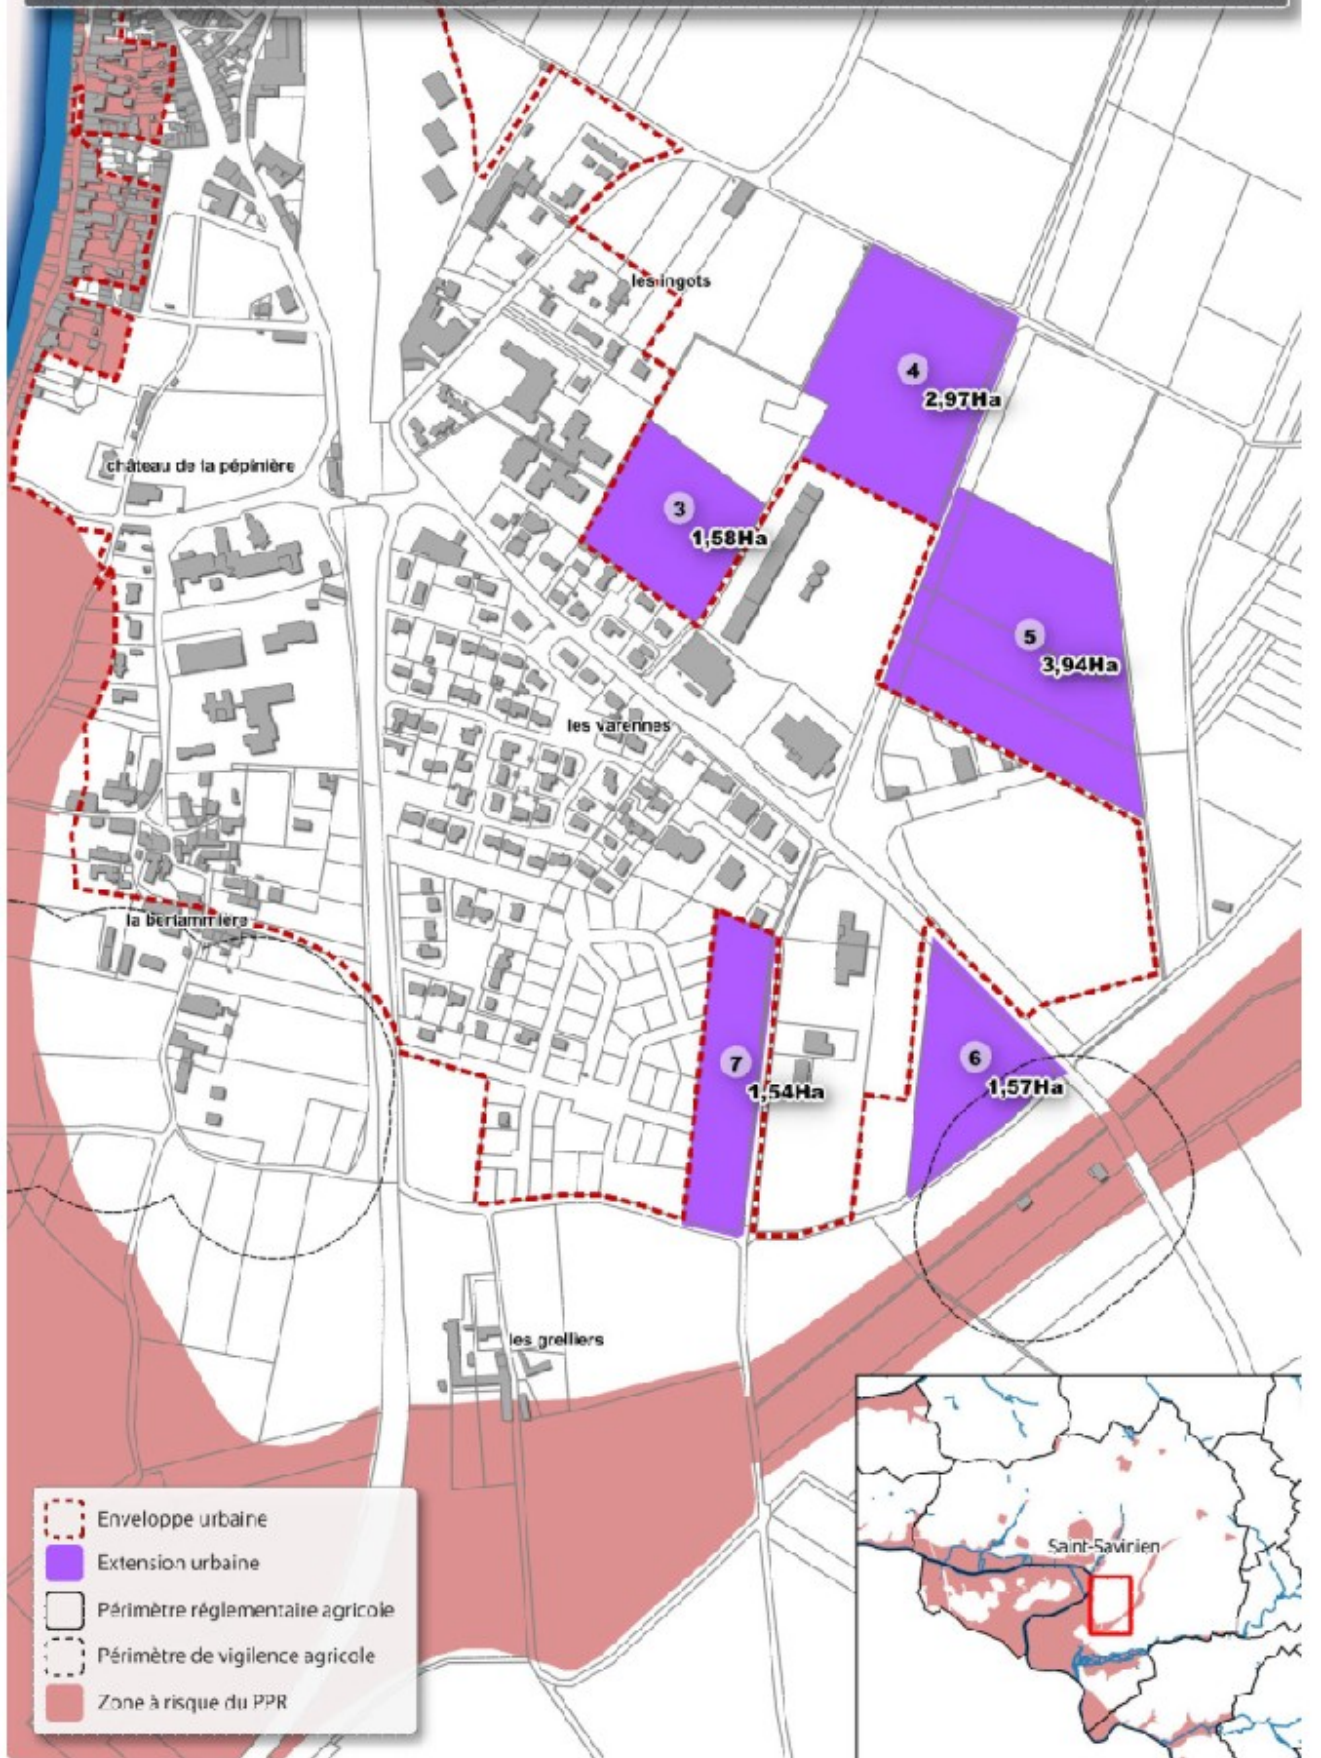 les ingots
4
2,97Ha
château de la pépinière
3
1,58Ha
5
3,94Ha
les varennes
la bertammière
7
1,54Ha
6
1,57Ha
les grelliers
Enveloppe urbaine
Extension urbaine
Périmètre réglementaire agricole
Périmètre de vigilence agricole
Zone à risque du PPR
Saint-Savinien